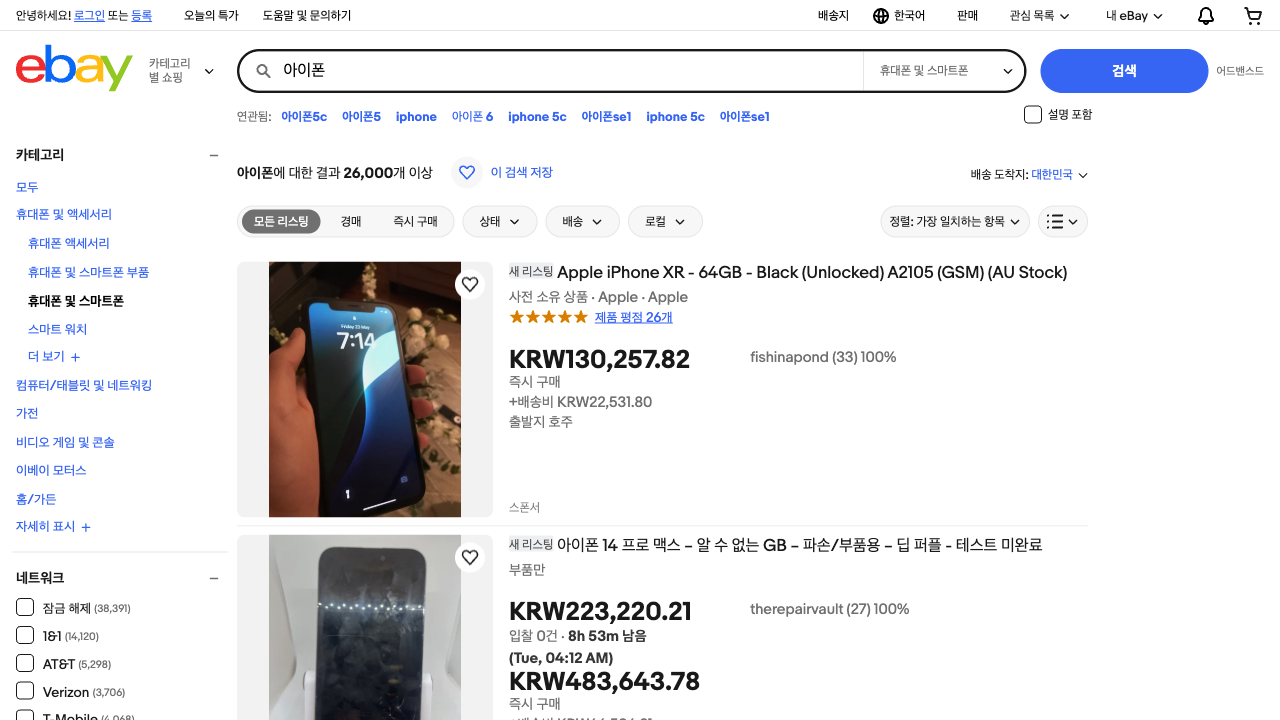 안녕하세요! 로그인 또는 등록
오늘의 특가
도움말 및 문의하기
배송지
한국어
판매
관심 목록
내 eBay
ebay
카테고리
별 쇼핑
아이폰
휴대폰 및 스마트폰
검색
어드밴스드
연관됨: 아이폰5c 아이폰5 iphone 아이폰 6 iphone 5c 아이폰se1 iphone 5c 아이폰se1
설명 포함
카테고리
모두
휴대폰 및 액세서리
휴대폰 액세서리
휴대폰 및 스마트폰 부품
휴대폰 및 스마트폰
스마트 워치
더 보기
컴퓨터/태블릿 및 네트워킹
가전
비디오 게임 및 콘솔
이베이 모터스
홈/가든
자세히 표시
네트워크
잠금 해제 (38,391)
1&1 (14,120)
AT&T (5,298)
Verizon (3,706)
T-Mobile (4,068)
아이폰에 대한 결과 26,000개 이상
이 검색 저장
배송 도착지: 대한민국
모든 리스팅
경매
즉시 구매
상태
배송
로컬
정렬: 가장 일치하는 항목
Friday 23 May
7:14
새 리스팅 Apple iPhone XR - 64GB - Black (Unlocked) A2105 (GSM) (AU Stock)
사전 소유 상품 · Apple · Apple
제품 평점 26개
KRW130,257.82
즉시 구매
+배송비 KRW22,531.80
출발지 호주
fishinapond (33) 100%
스폰서
새 리스팅 아이폰 14 프로 맥스 – 알 수 없는 GB – 파손/부품용 – 딥 퍼플 - 테스트 미완료
부품만
KRW223,220.21
입찰 0건 · 8h 53m 남음
(Tue, 04:12 AM)
KRW483,643.78
즉시 구매
therepairvault (27) 100%